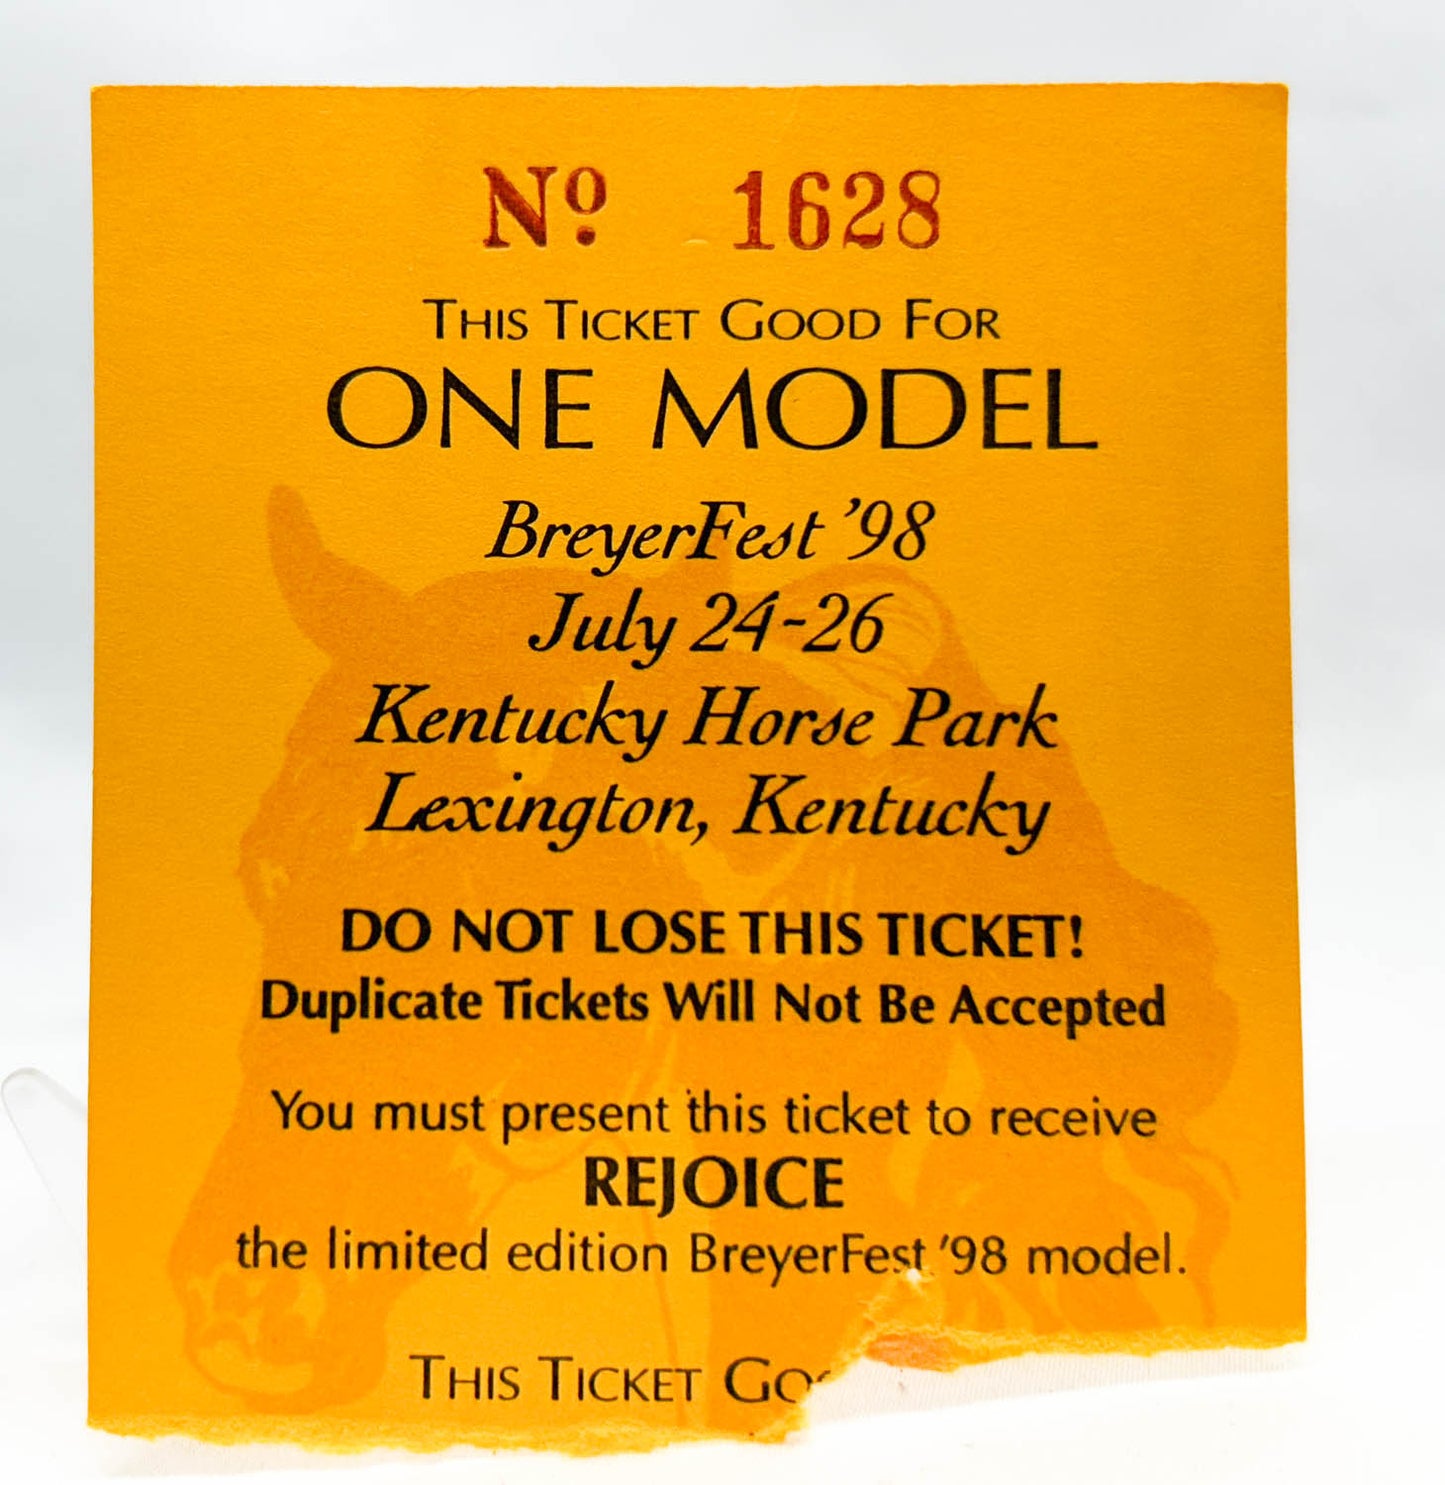 Nº 1628
THIS TICKET GOOD FOR
ONE MODEL
BreyerFest '98
July 24-26
Kentucky Horse Park
Lexington, Kentucky
DO NOT LOSE THIS TICKET!
Duplicate Tickets Will Not Be Accepted
You must present this ticket to receive
REJOICE
the limited edition BreyerFest '98 model.
THIS TICKET